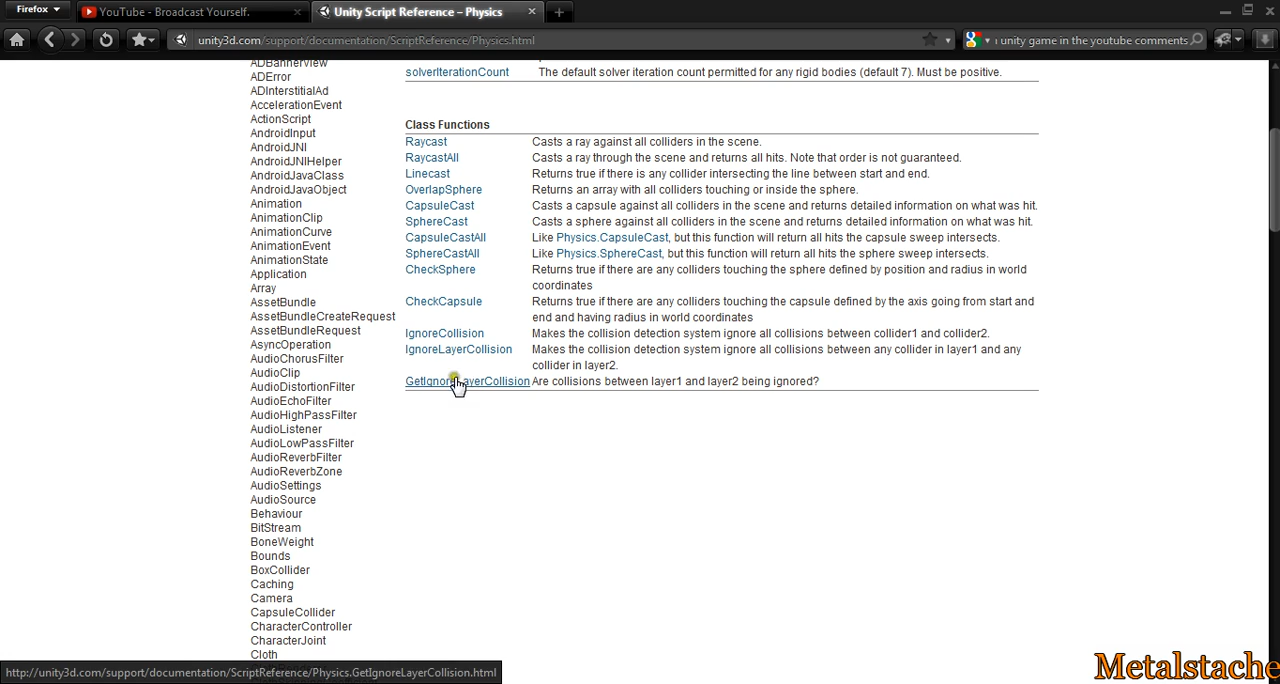 Firefox
YouTube - Broadcast Yourself.
Unity Script Reference – Physics
unity3d.com/support/documentation/ScriptReference/Physics.html
unity game in the youtube comments
ADBannerView
ADError
ADInterstitialAd
AccelerationEvent
ActionScript
AndroidInput
AndroidJNI
AndroidJNIHelper
AndroidJavaClass
AndroidJavaObject
Animation
AnimationClip
AnimationCurve
AnimationEvent
AnimationState
Application
Array
AssetBundle
AssetBundleCreateRequest
AssetBundleRequest
AsyncOperation
AudioChorusFilter
AudioClip
AudioDistortionFilter
AudioEchoFilter
AudioHighPassFilter
AudioListener
AudioLowPassFilter
AudioReverbFilter
AudioReverbZone
AudioSettings
AudioSource
Behaviour
BitStream
BoneWeight
Bounds
BoxCollider
Caching
Camera
CapsuleCollider
CharacterController
CharacterJoint
Cloth
solverIterationCount The default solver iteration count permitted for any rigid bodies (default 7). Must be positive.
Class Functions
Raycast Casts a ray against all colliders in the scene.
RaycastAll Casts a ray through the scene and returns all hits. Note that order is not guaranteed.
Linecast Returns true if there is any collider intersecting the line between start and end.
OverlapSphere Returns an array with all colliders touching or inside the sphere.
CapsuleCast Casts a capsule against all colliders in the scene and returns detailed information on what was hit.
SphereCast Casts a sphere against all colliders in the scene and returns detailed information on what was hit.
CapsuleCastAll Like Physics.CapsuleCast, but this function will return all hits the capsule sweep intersects.
SphereCastAll Like Physics.SphereCast, but this function will return all hits the sphere sweep intersects.
CheckSphere Returns true if there are any colliders touching the sphere defined by position and radius in world
coordinates
CheckCapsule Returns true if there are any colliders touching the capsule defined by the axis going from start and
end and having radius in world coordinates
IgnoreCollision Makes the collision detection system ignore all collisions between collider1 and collider2.
IgnoreLayerCollision Makes the collision detection system ignore all collisions between any collider in layer1 and any
collider in layer2.
GetIgnoreLayerCollision Are collisions between layer1 and layer2 being ignored?
http://unity3d.com/support/documentation/ScriptReference/Physics.GetIgnoreLayerCollision.html
Metalstache